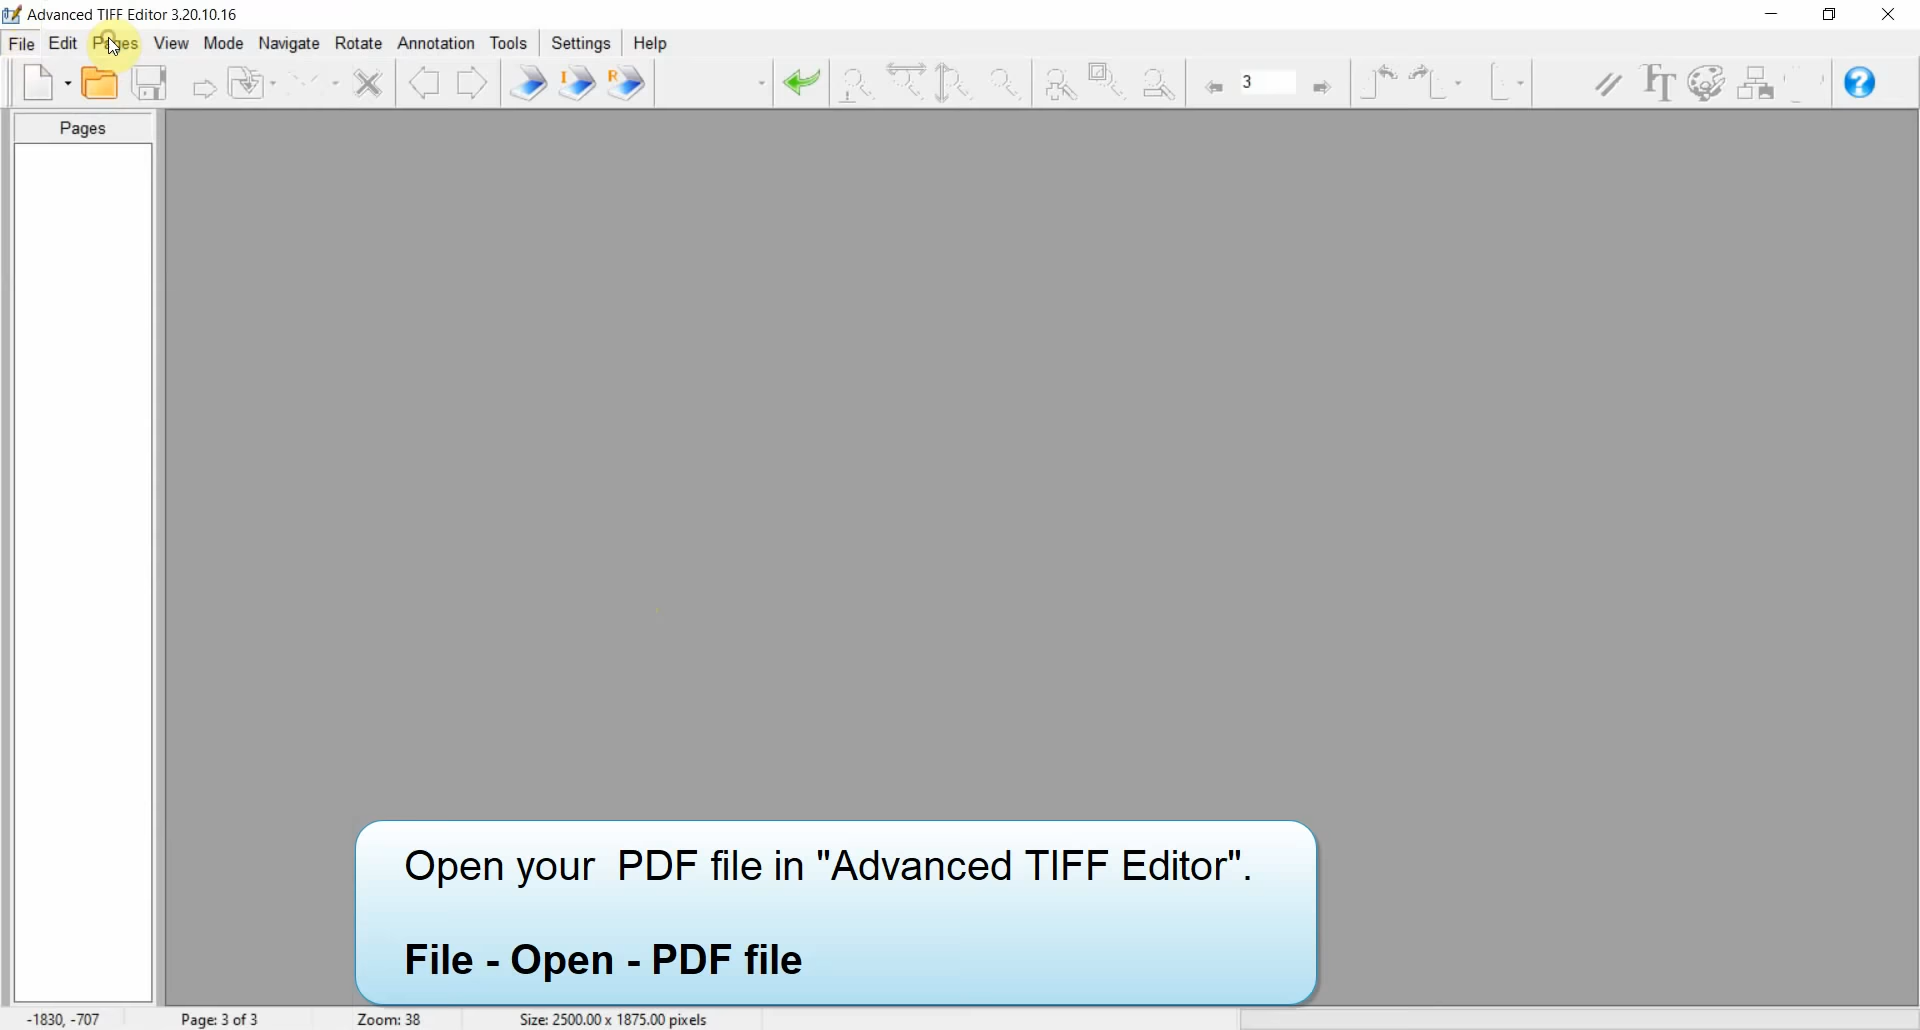 Advanced TIFF Editor 3.20.10.16
File Edit Pages View Mode Navigate Rotate Annotation Tools Settings Help
I R 3 TT ?
Pages
Open your PDF file in "Advanced TIFF Editor".
File - Open - PDF file
-1830, -707 Page: 3 of 3 Zoom: 38 Size: 2500.00 x 1875.00 pixels